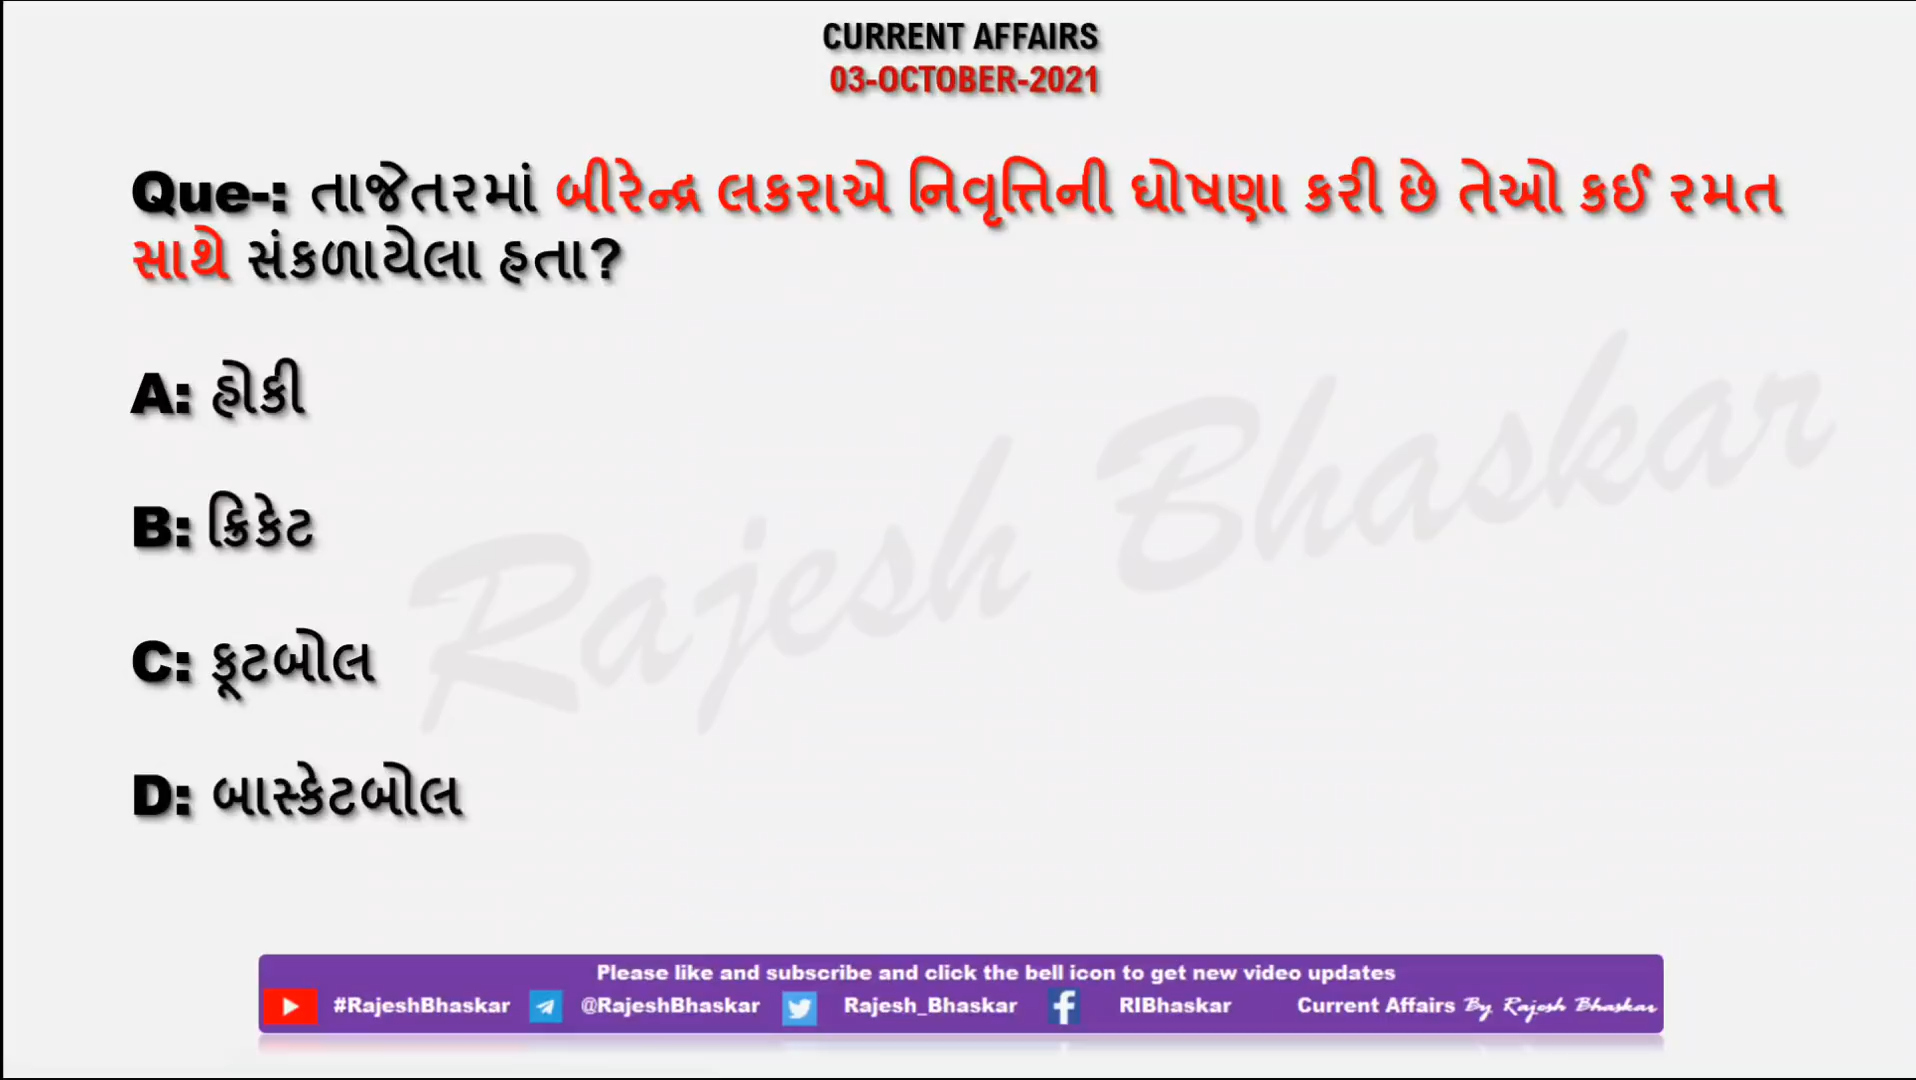 CURRENT AFFAIRS
03-OCTOBER-2021
Que-: તાજેતરમાં બીરેન્દ્ર લકરાએ નિવૃત્તિની ઘોષણા કરી છે તેઓ કઈ રમત
સાથે સંકળાયેલા હતા?
A: હોકી
B: ક્રિકેટ
C: ફૂટબોલ
D: બાસ્કેટબોલ
Rajesh Bhaskar
Please like and subscribe and click the bell icon to get new video updates
#RajeshBhaskar @RajeshBhaskar Rajesh_Bhaskar RIBhaskar Current Affairs By Rajesh Bhaskar